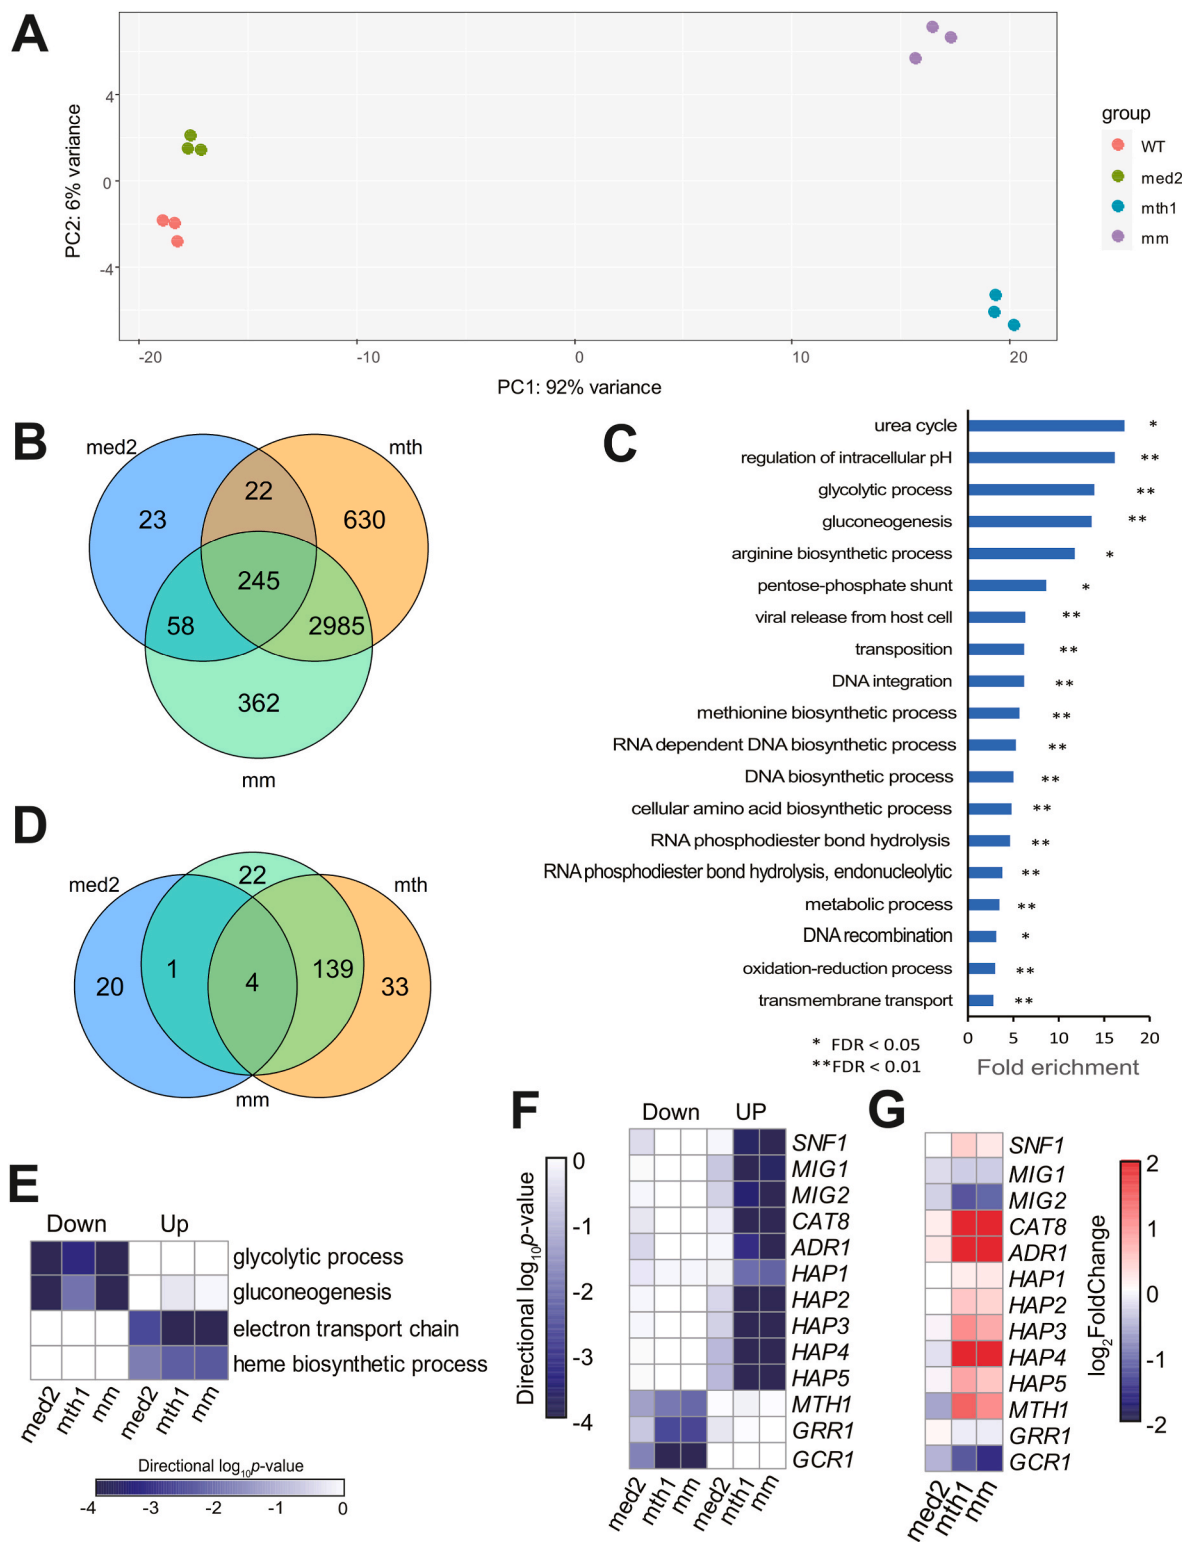 A
PC2: 6% variance
4
0
-4
-20
-10
0
10
20
PC1: 92% variance
group
WT
med2
mth1
mm
B
med2
mth
23
22
630
245
58
2985
362
mm
C
urea cycle *
regulation of intracellular pH **
glycolytic process **
gluconeogenesis **
arginine biosynthetic process *
pentose-phosphate shunt *
viral release from host cell **
transposition **
DNA integration **
methionine biosynthetic process **
RNA dependent DNA biosynthetic process **
DNA biosynthetic process **
cellular amino acid biosynthetic process **
RNA phosphodiester bond hydrolysis **
RNA phosphodiester bond hydrolysis, endonucleolytic **
metabolic process **
DNA recombination *
oxidation-reduction process **
transmembrane transport **
0 5 10 15 20
Fold erichment
* FDR < 0.05
**FDR < 0.01
D
med2
mth
22
20
1
4
139
33
mm
E
Down Up
glycolytic process
gluconeogenesis
electron transport chain
heme biosynthetic process
med2 mth1 mm med2 mth1 mm
Directional log10p-value
-4 -3 -2 -1 0
F
Down UP
Directional log10p-value
0
-1
-2
-3
-4
SNF1
MIG1
MIG2
CAT8
ADR1
HAP1
HAP2
HAP3
HAP4
HAP5
MTH1
GRR1
GCR1
med2 mth1 mm med2 mth1 mm
G
SNF1
MIG1
MIG2
CAT8
ADR1
HAP1
HAP2
HAP3
HAP4
HAP5
MTH1
GRR1
GCR1
med2 mth1 mm
log2FoldChange
2
1
0
-1
-2